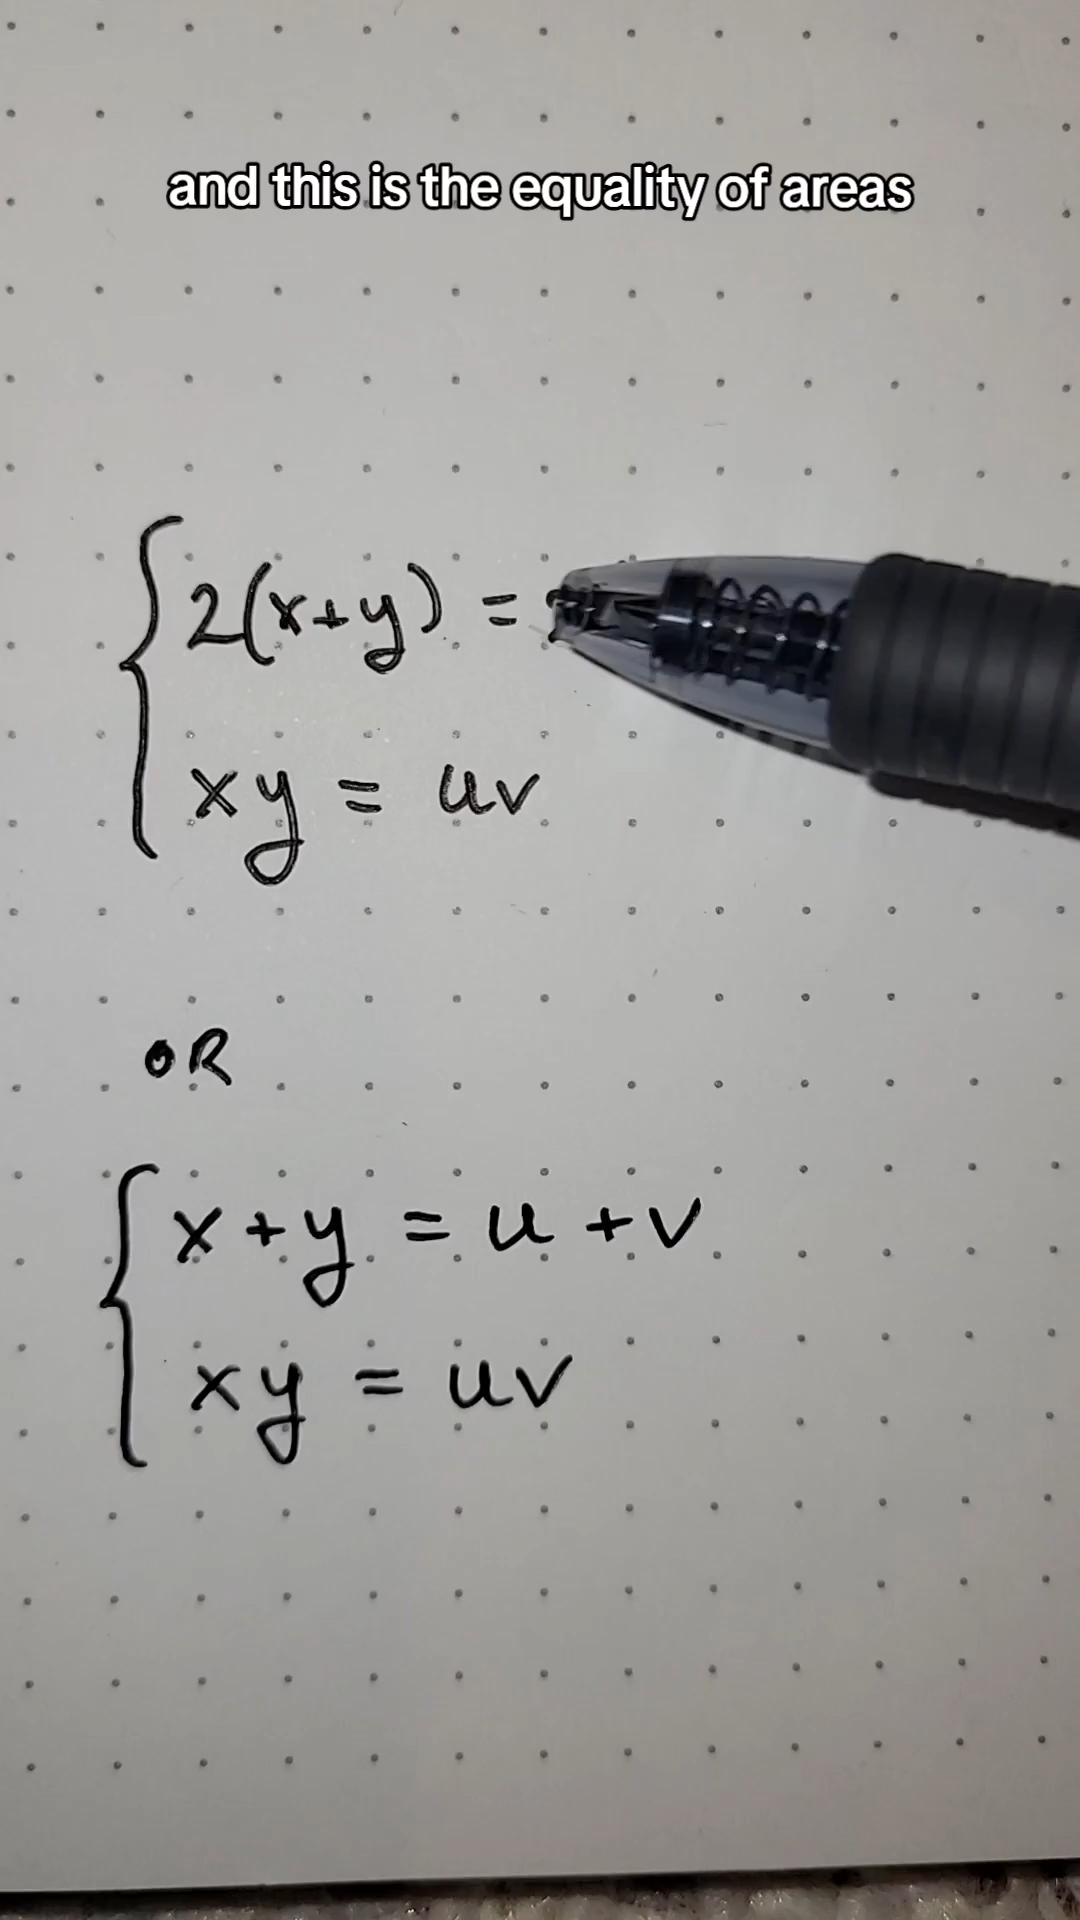 and this is the equality of areas
2(x+y) =
xy = uv
OR
x+y = u+v
xy = uv